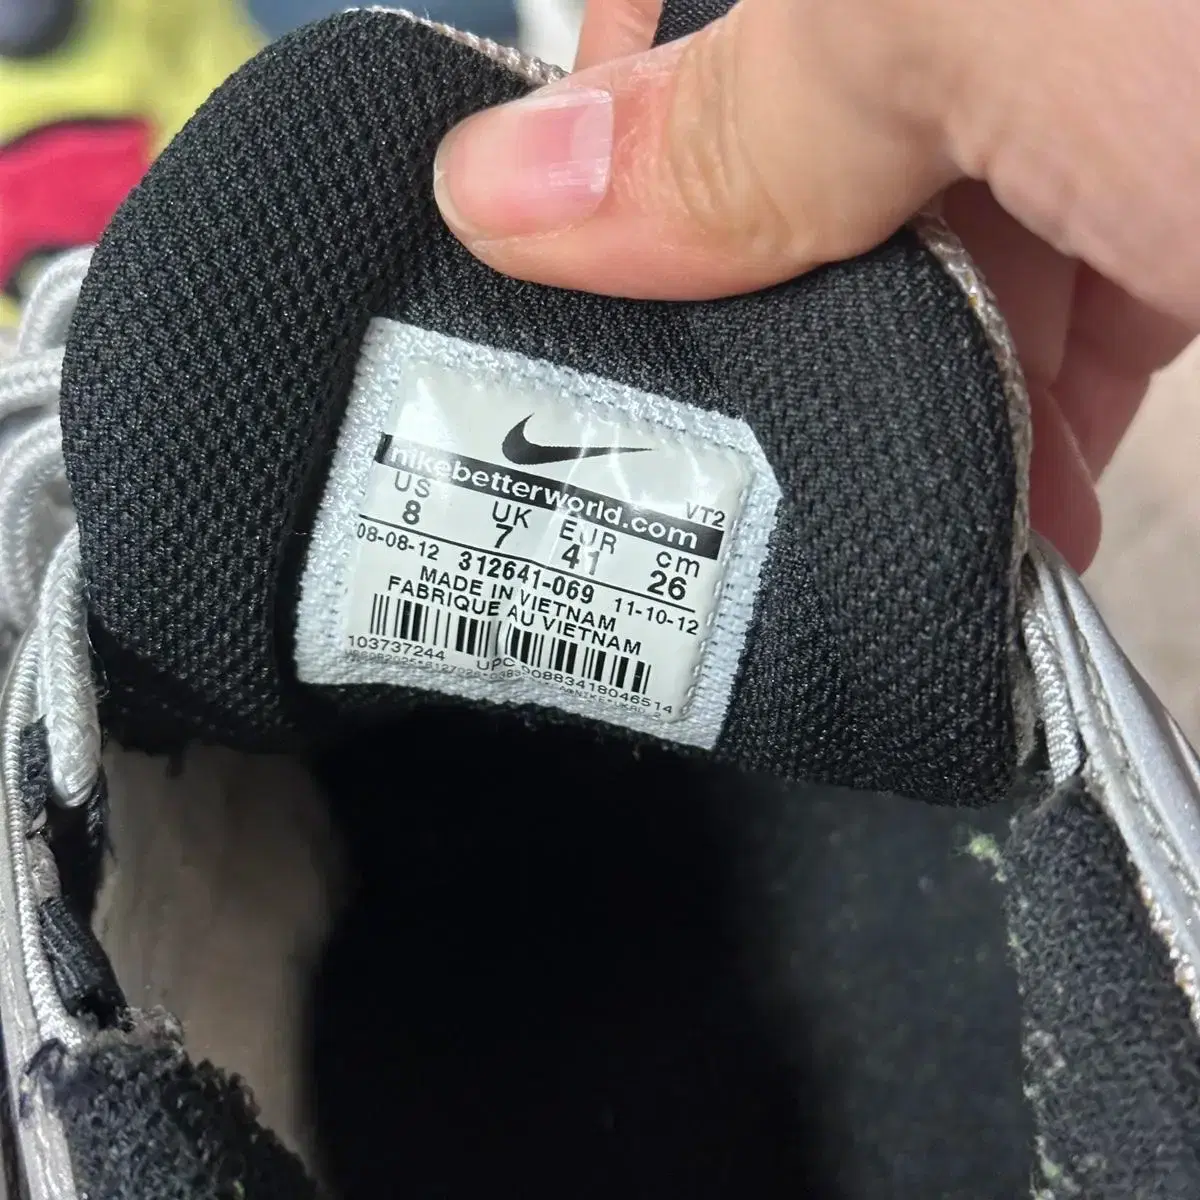 nikebetterworld.com
VT2
US UK EUR cm
8 7 41 26
08-08-12 312641-069 11-10-12
MADE IN VIETNAM
FABRIQUE AU VIETNAM
103737244 UPC 90883418046514